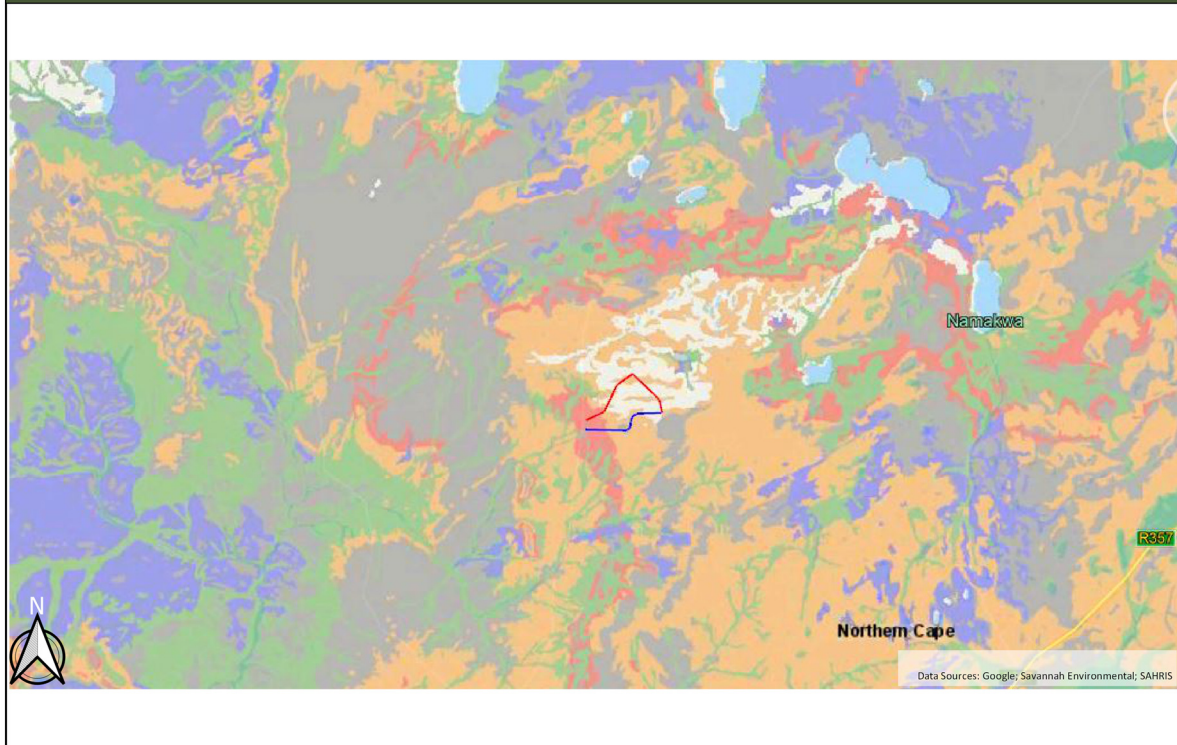 Namakwa
R357
N
Northern Cape
Data Sources: Google; Savannah Environmental; SAHRIS